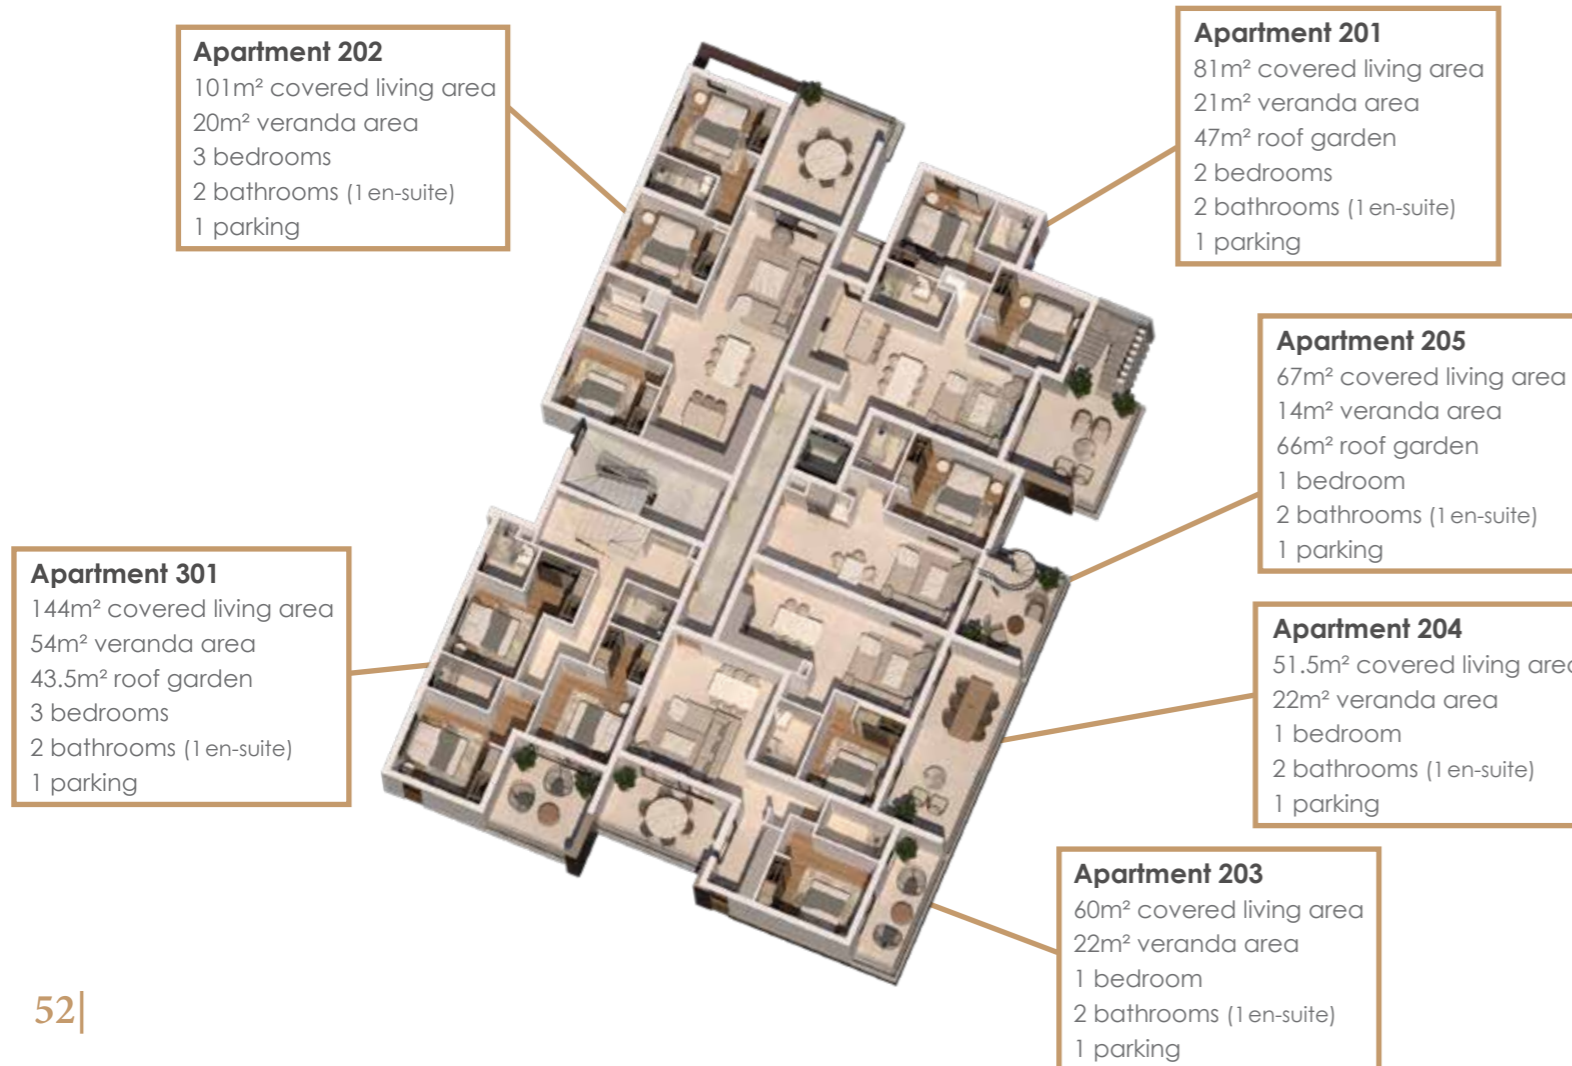 Apartment 202
101m² covered living area
20m² veranda area
3 bedrooms
2 bathrooms (1 en-suite)
1 parking
Apartment 201
81m² covered living area
21m² veranda area
47m² roof garden
2 bedrooms
2 bathrooms (1 en-suite)
1 parking
Apartment 205
67m² covered living area
14m² veranda area
66m² roof garden
1 bedroom
2 bathrooms (1 en-suite)
1 parking
Apartment 301
144m² covered living area
54m² veranda area
43.5m² roof garden
3 bedrooms
2 bathrooms (1 en-suite)
1 parking
Apartment 204
51.5m² covered living area
22m² veranda area
1 bedroom
2 bathrooms (1 en-suite)
1 parking
Apartment 203
60m² covered living area
22m² veranda area
1 bedroom
2 bathrooms (1 en-suite)
1 parking
52|